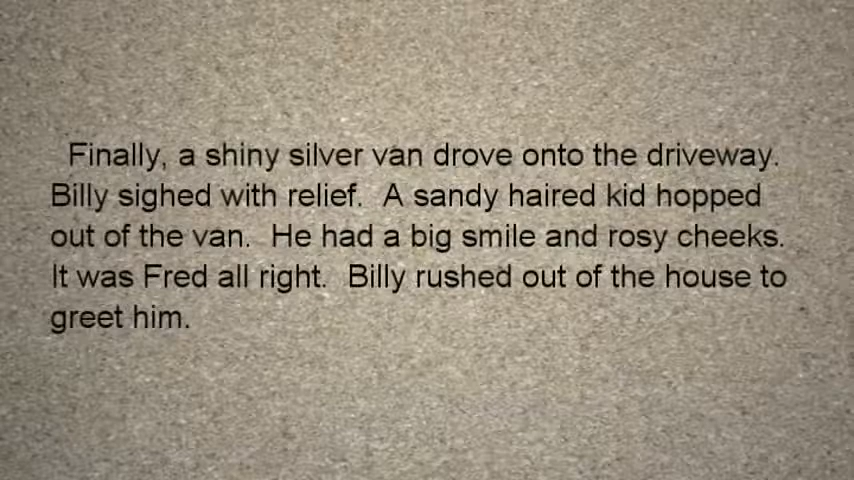 Finally, a shiny silver van drove onto the driveway.
Billy sighed with relief.  A sandy haired kid hopped
out of the van.  He had a big smile and rosy cheeks.
It was Fred all right.  Billy rushed out of the house to
greet him.